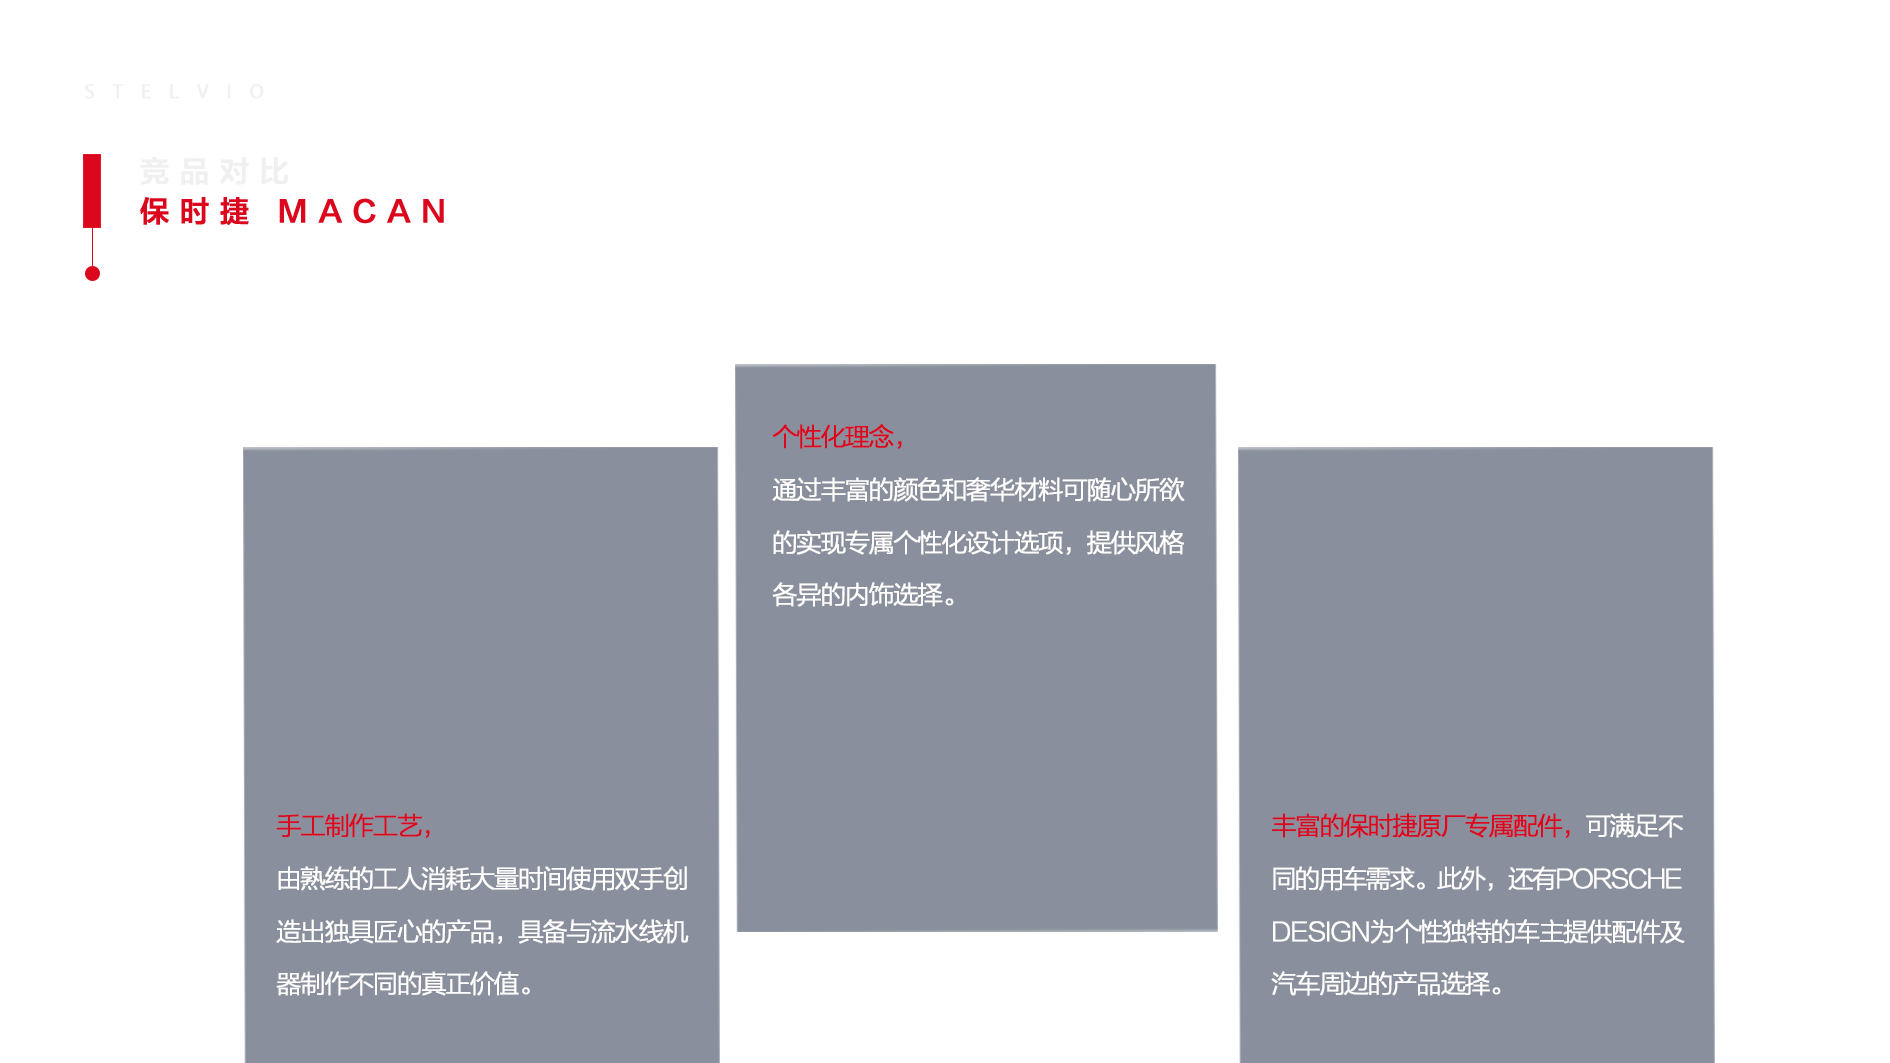 STELVIO
竞品对比
保时捷 MACAN
个性化理念，
通过丰富的颜色和奢华材料可随心所欲
的实现专属个性化设计选项，提供风格
各异的内饰选择。
手工制作工艺，
由熟练的工人消耗大量时间使用双手创
造出独具匠心的产品，具备与流水线机
器制作不同的真正价值。
丰富的保时捷原厂专属配件，可满足不
同的用车需求。此外，还有PORSCHE
DESIGN为个性独特的车主提供配件及
汽车周边的产品选择。